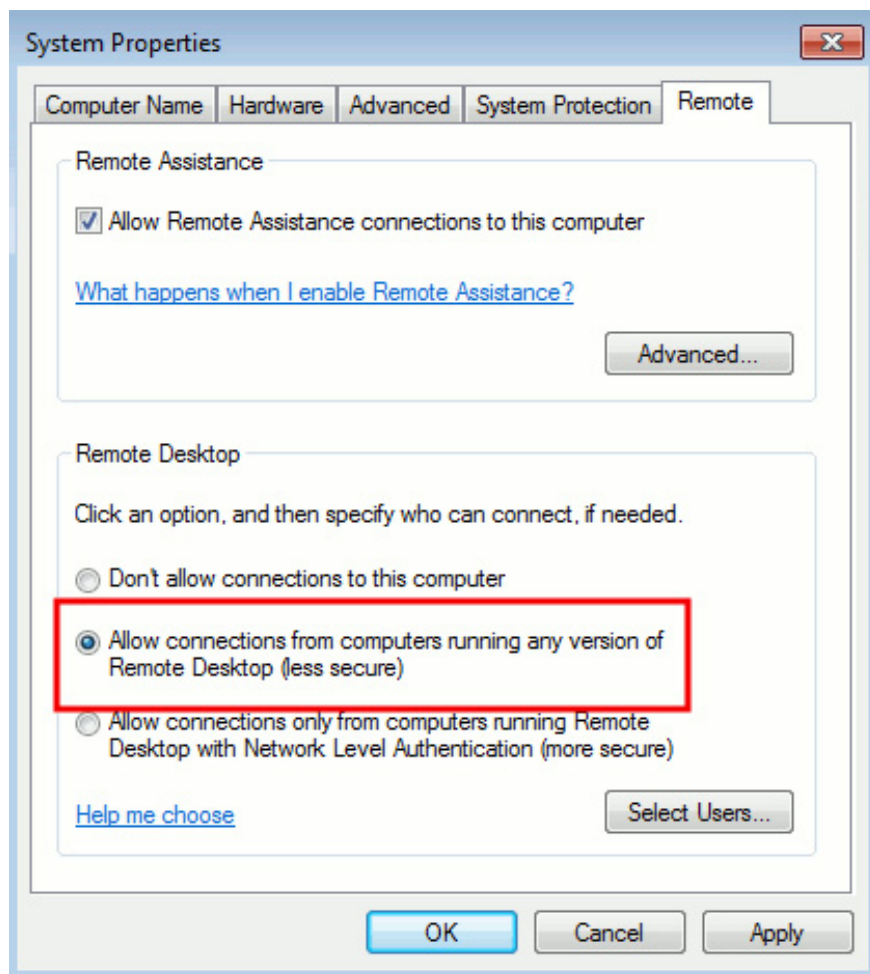 System Properties
Computer Name Hardware Advanced System Protection Remote
Remote Assistance
Allow Remote Assistance connections to this computer
What happens when I enable Remote Assistance?
Advanced...
Remote Desktop
Click an option, and then specify who can connect, if needed.
Don't allow connections to this computer
Allow connections from computers running any version of
Remote Desktop (less secure)
Allow connections only from computers running Remote
Desktop with Network Level Authentication (more secure)
Help me choose
Select Users...
OK Cancel Apply